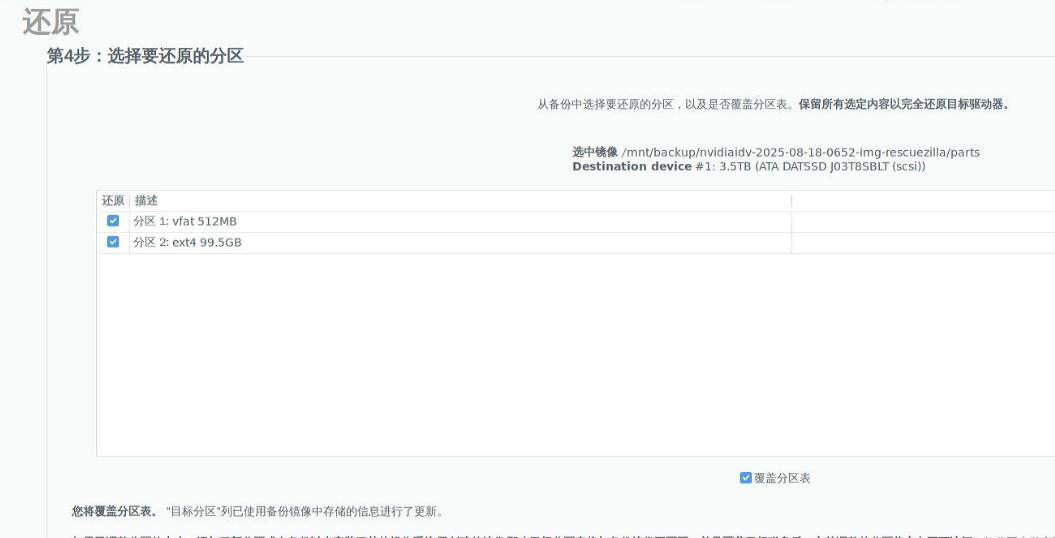 还原
第4步：选择要还原的分区
从备份中选择要还原的分区，以及是否覆盖分区表。保留所有选定内容以完全还原目标驱动器。
选中镜像 /mnt/backup/nvidiaidv-2025-08-18-0652-img-rescuezilla/parts
Destination device #1: 3.5TB (ATA DATSSD J03T8SBLT (scsi))
还原 描述
分区 1: vfat 512MB
分区 2: ext4 99.5GB
覆盖分区表
您将覆盖分区表。 "目标分区"列已使用备份镜像中存储的信息进行了更新。